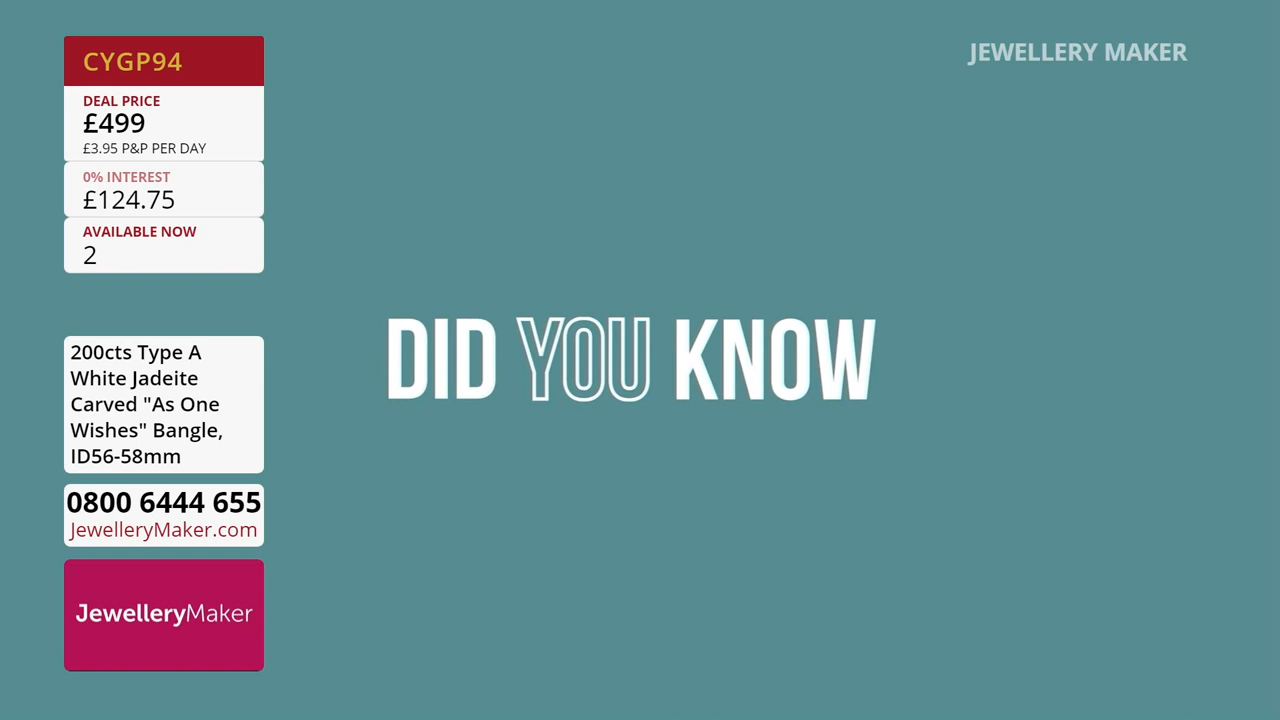 CYGP94
DEAL PRICE
£499
£3.95 P&P PER DAY
0% INTEREST
£124.75
AVAILABLE NOW
2
200cts Type A
White Jadeite
Carved "As One
Wishes" Bangle,
ID56-58mm
0800 6444 655
JewelleryMaker.com
JewelleryMaker
JEWELLERY MAKER
DID YOU KNOW